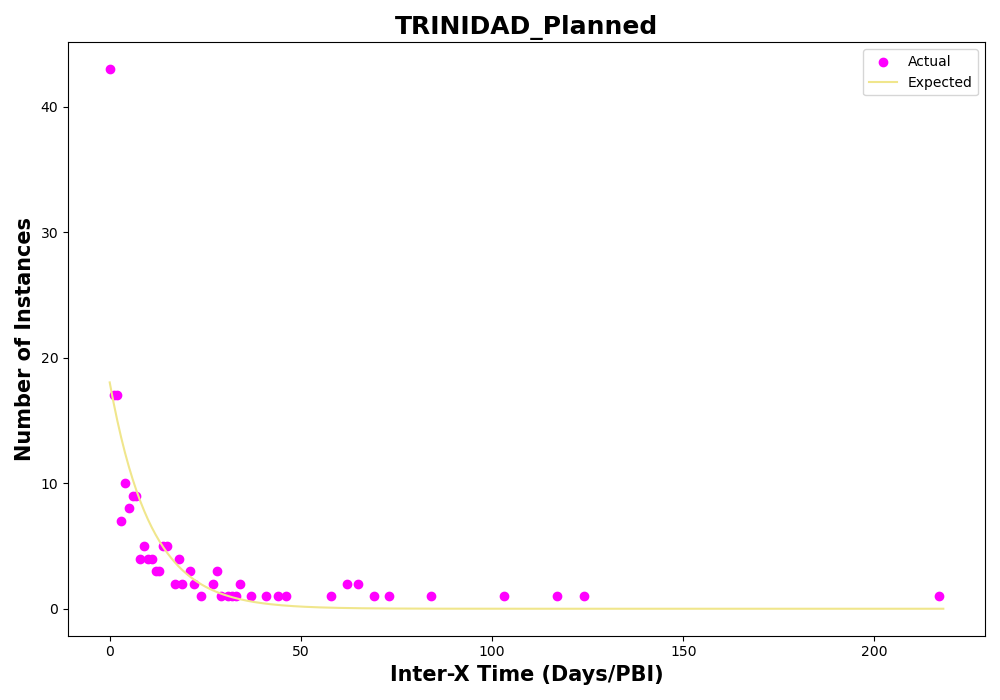 TRINIDAD_Planned
Actual
Expected
Number of Instances
40
30
20
10
0
0
50
100
150
200
Inter-X Time (Days/PBI)